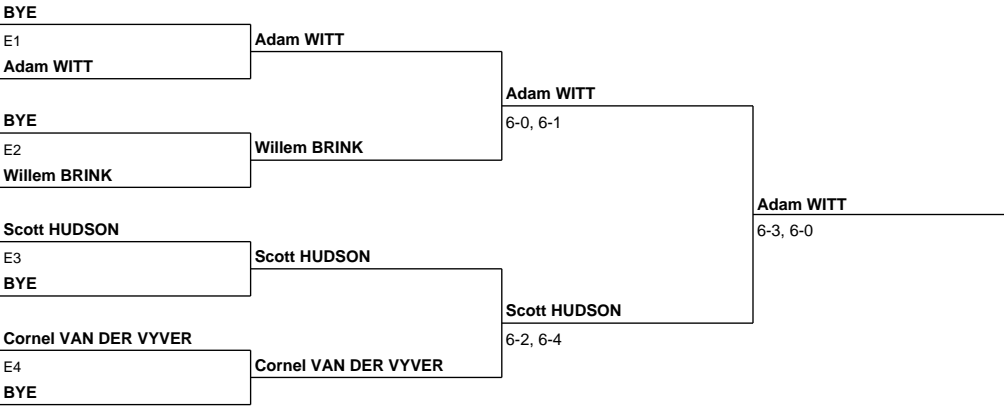 BYE
E1
Adam WITT
Adam WITT
BYE
E2
Willem BRINK
Willem BRINK
Adam WITT
6-0, 6-1
Scott HUDSON
E3
BYE
Scott HUDSON
Cornel VAN DER VYVER
E4
BYE
Cornel VAN DER VYVER
Scott HUDSON
6-2, 6-4
Adam WITT
6-3, 6-0